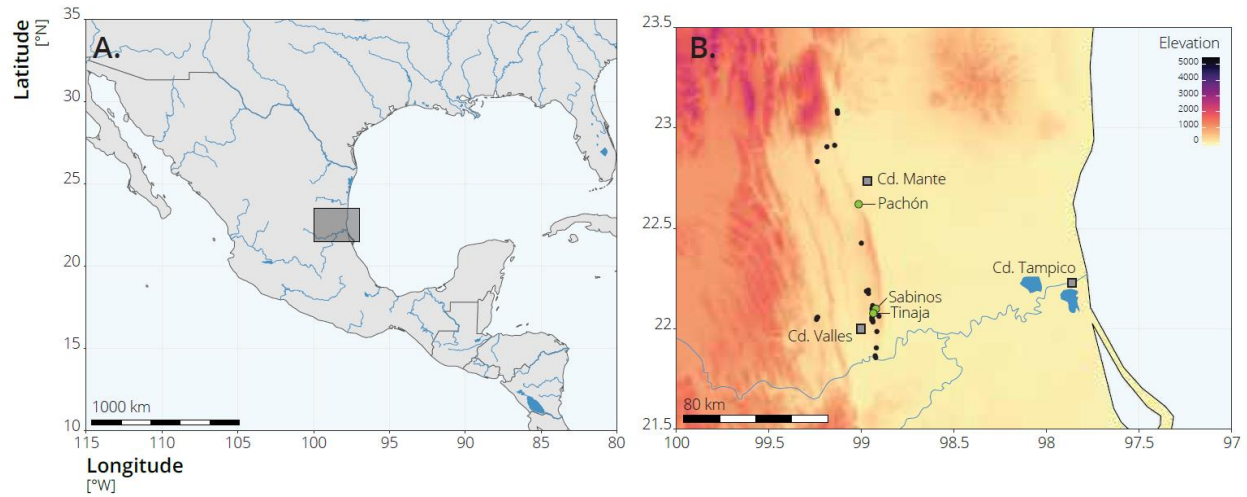 A.
Latitude
[°N]
35
30
25
20
15
10
1000 km
115
110
105
100
95
90
85
80
Longitude
[°W]
B.
Elevation
5000
4000
3000
2000
1000
0
23.5
23
22.5
22
21.5
Cd. Mante
Pachón
Cd. Tampico
Sabinos
Tinaja
Cd. Valles
80 km
100
99.5
99
98.5
98
97.5
97